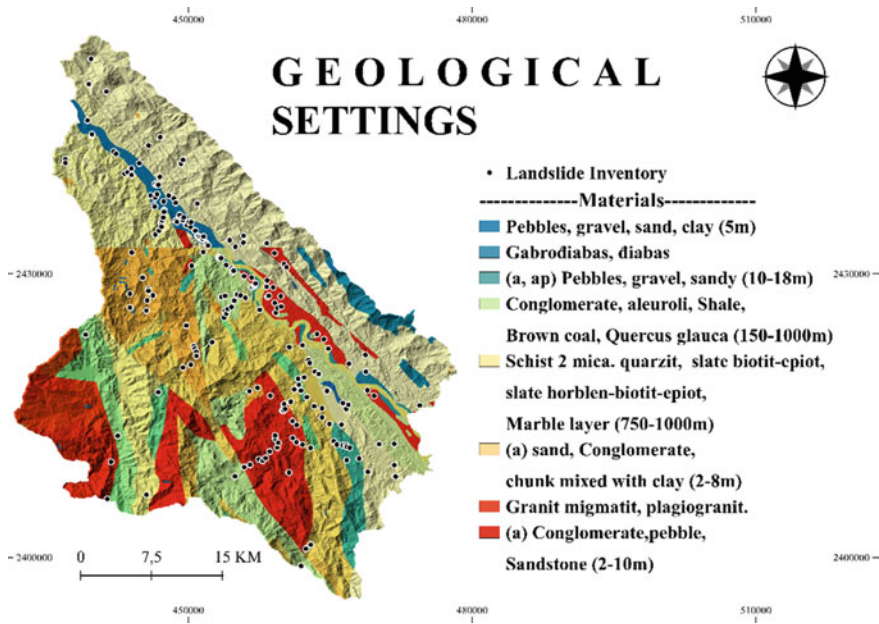 450000 480000 510000
GEOLOGICAL
SETTINGS
Landslide Inventory
--------------Materials-------------
Pebbles, gravel, sand, clay (5m)
Gabrođiabas, điabas
2430000 2430000
(a, ap) Pebbles, gravel, sandy (10-18m)
Conglomerate, aleuroli, Shale,
Brown coal, Quercus glauca (150-1000m)
Schist 2 mica. quarzit, slate biotit-epiot,
slate horblen-biotit-epiot,
Marble layer (750-1000m)
(a) sand, Conglomerate,
chunk mixed with clay (2-8m)
Granit migmatit, plagiogranit.
(a) Conglomerate,pebble,
Sandstone (2-10m)
0 7,5 15 KM
2400000 2400000
450000 480000 510000